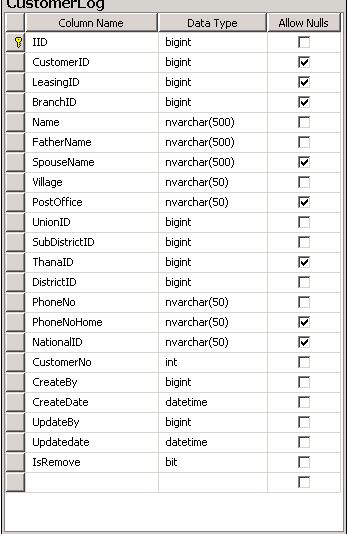 CustomerLog
Column Name Data Type Allow Nulls
IID bigint
CustomerID bigint
LeasingID bigint
BranchID bigint
Name nvarchar(500)
FatherName nvarchar(500)
SpouseName nvarchar(500)
Village nvarchar(50)
PostOffice nvarchar(50)
UnionID bigint
SubDistrictID bigint
ThanaID bigint
DistrictID bigint
PhoneNo nvarchar(50)
PhoneNoHome nvarchar(50)
NationalID nvarchar(50)
CustomerNo int
CreateBy bigint
CreateDate datetime
UpdateBy bigint
Updatedate datetime
IsRemove bit